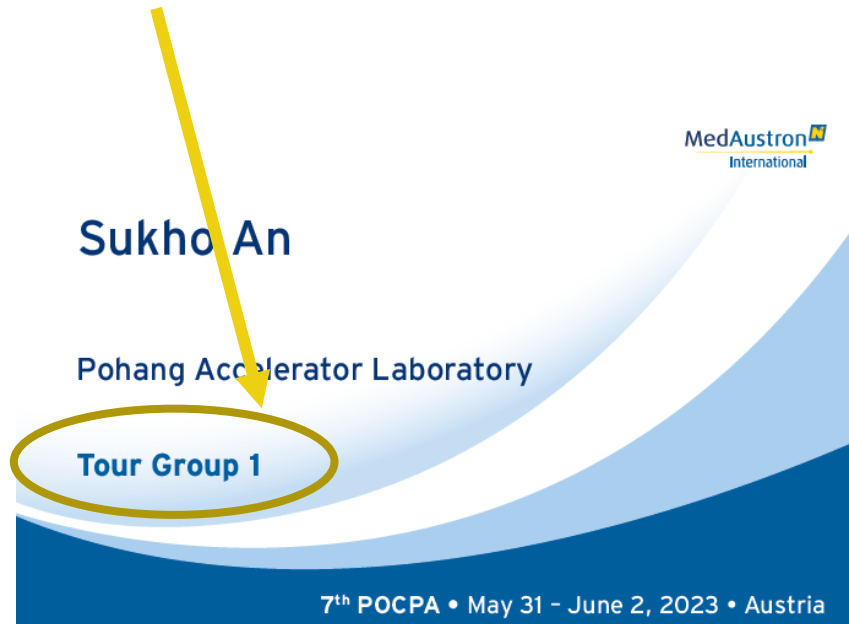 MedAustron N
International
Sukho An
Pohang Accelerator Laboratory
Tour Group 1
7th POCPA • May 31 – June 2, 2023 • Austria